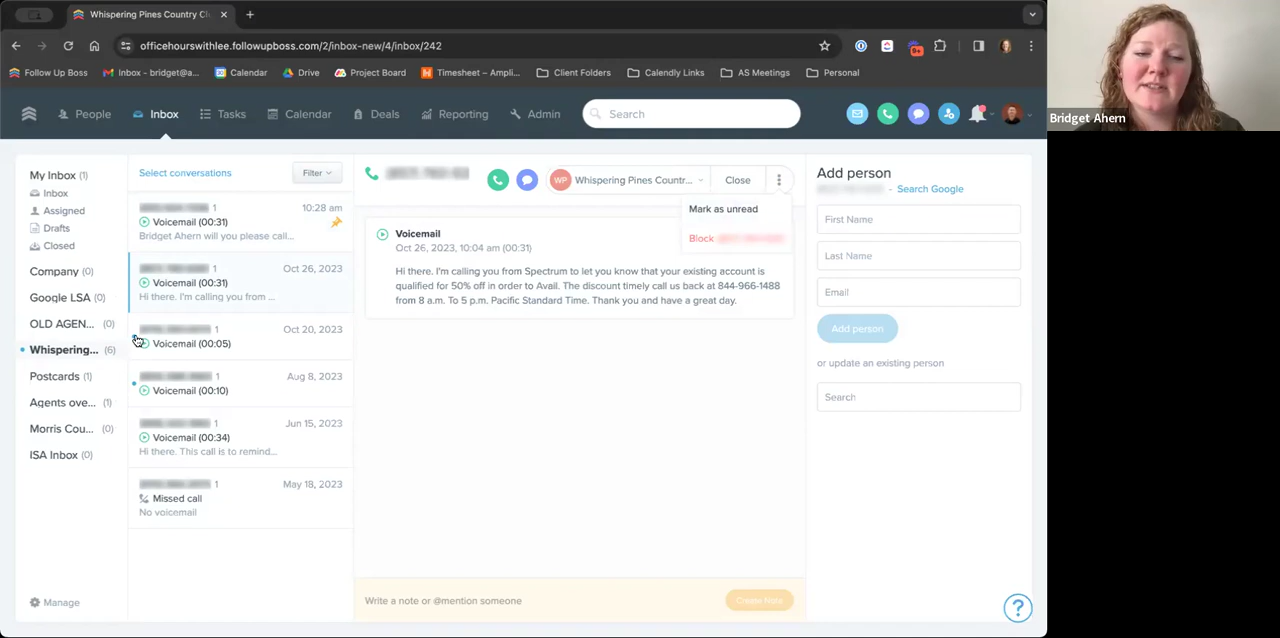 Whispering Pines Country Cl
officehourswithlee.followupboss.com/2/inbox-new/4/inbox/242
9+
Follow Up Boss
Inbox - bridget@a...
Calendar
Drive
Project Board
Timesheet – Ampli...
Client Folders
Calendly Links
AS Meetings
Personal
People
Inbox
Tasks
Calendar
Deals
Reporting
Admin
Search
Bridget Ahern
My Inbox (1)
Inbox
Assigned
Drafts
Closed
Company (0)
Google LSA (0)
OLD AGEN... (0)
Whispering... (6)
Postcards (1)
Agents ove... (1)
Morris Cou... (0)
ISA Inbox (0)
Manage
Select conversations
Filter
1 10:28 am
Voicemail (00:31)
Bridget Ahern will you please call...
1 Oct 26, 2023
Voicemail (00:31)
Hi there. I'm calling you from ...
1 Oct 20, 2023
Voicemail (00:05)
1 Aug 8, 2023
Voicemail (00:10)
1 Jun 15, 2023
Voicemail (00:34)
Hi there. This call is to remind...
1 May 18, 2023
Missed call
No voicemail
WP Whispering Pines Countr...
Close
Mark as unread
Block
Voicemail
Oct 26, 2023, 10:04 am (00:31)
Hi there. I'm calling you from Spectrum to let you know that your existing account is
qualified for 50% off in order to Avail. The discount timely call us back at 844-966-1488
from 8 a.m. To 5 p.m. Pacific Standard Time. Thank you and have a great day.
Write a note or @mention someone
Create Note
Add person
- Search Google
First Name
Last Name
Email
Add person
or update an existing person
Search
?